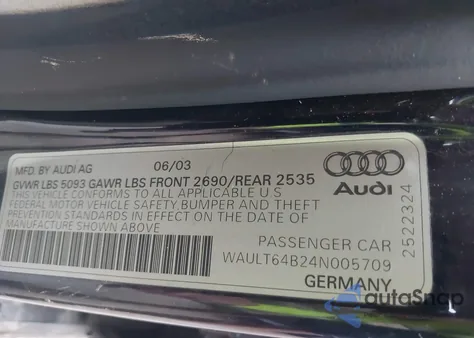 MFD. BY AUDI AG 06/03
GVWR LBS 5093 GAWR LBS FRONT 2690/REAR 2535
THIS VEHICLE CONFORMS TO ALL APPLICABLE U.S
FEDERAL MOTOR VEHICLE SAFETY,BUMPER AND THEFT
PREVENTION STANDARDS IN EFFECT ON THE DATE OF
MANUFACTURE SHOWN ABOVE
Audi
2522324
PASSENGER CAR
WAULT64B24N005709
GERMANY
autoSnap